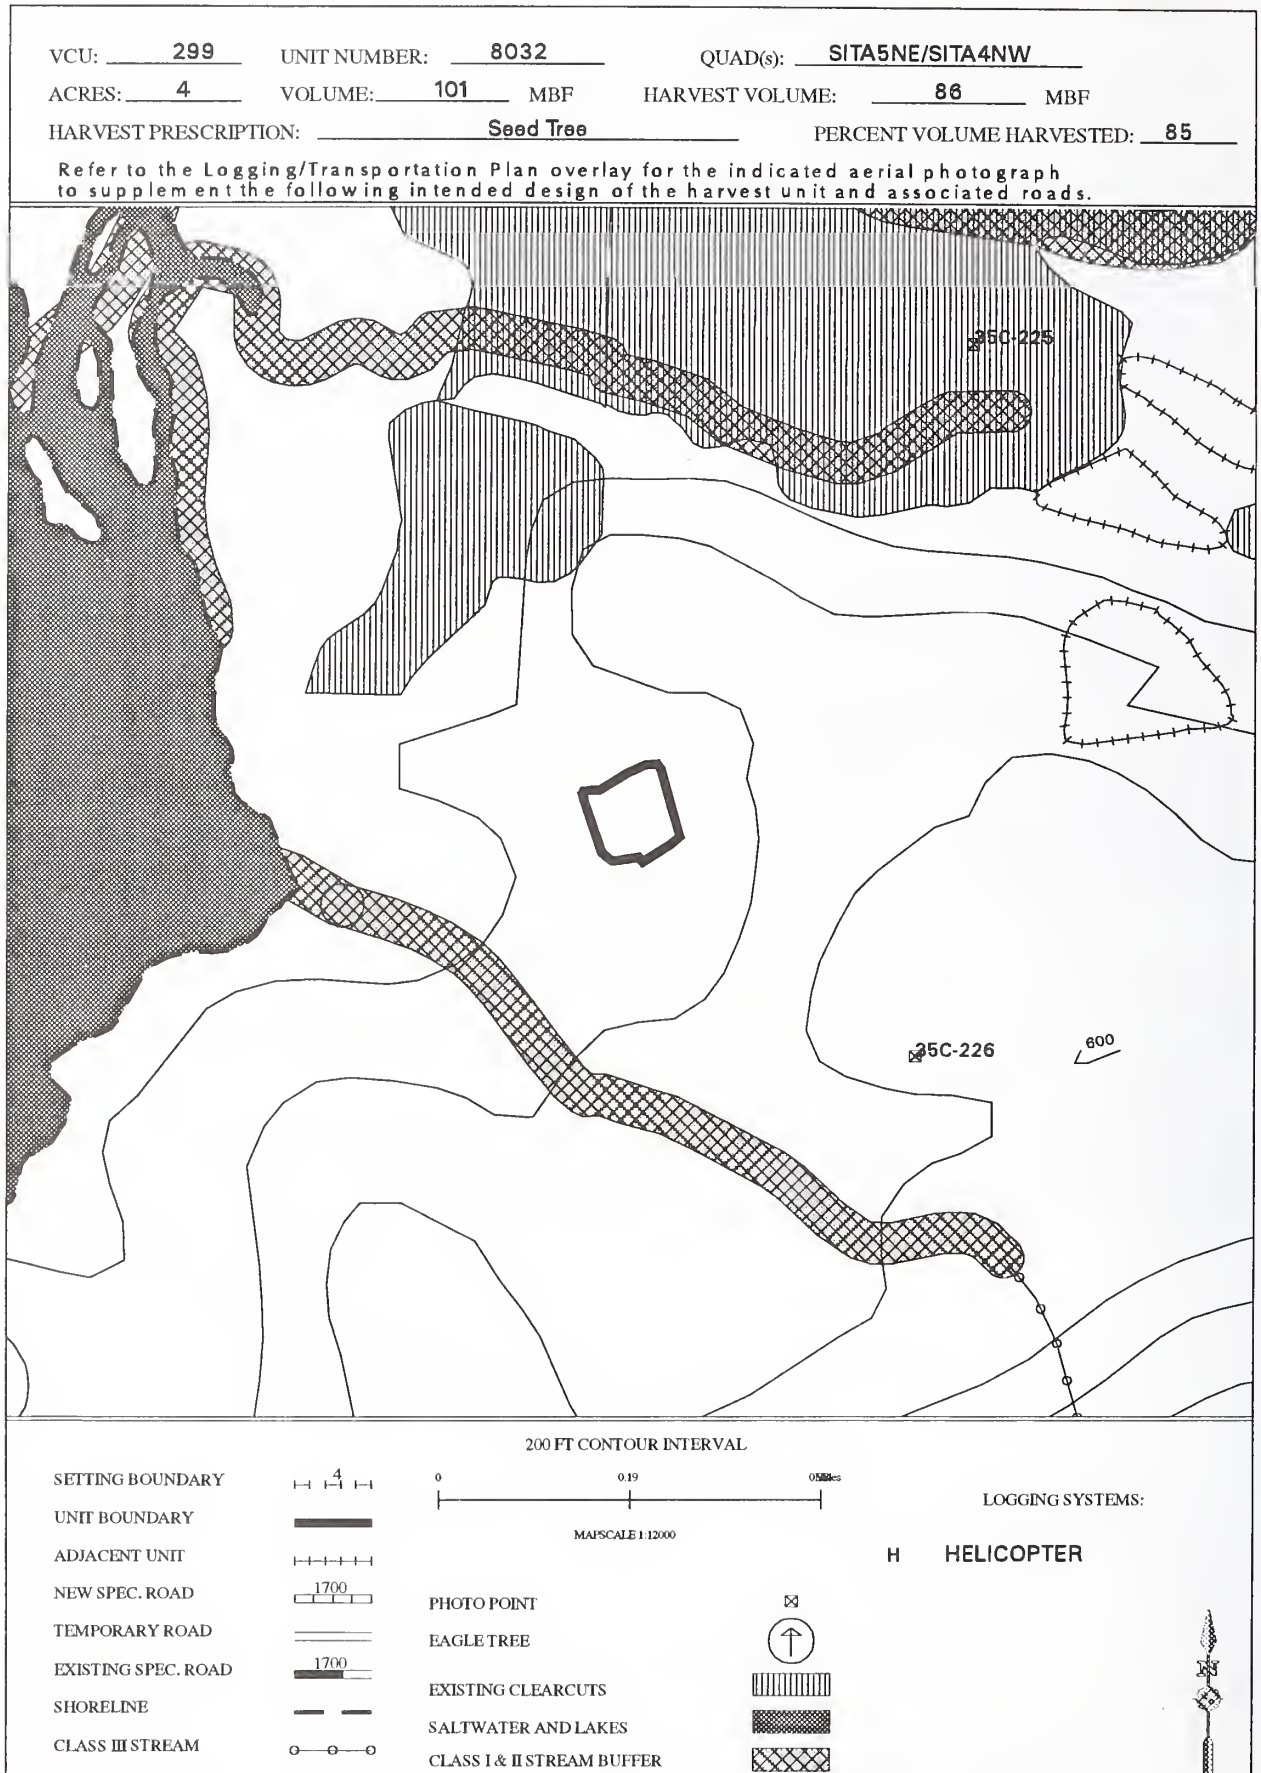 VCU: 299 UNIT NUMBER: 8032 QUAD(s): SITA5NE/SITA4NW
ACRES: 4 VOLUME: 101 MBF HARVEST VOLUME: 86 MBF
HARVEST PRESCRIPTION: Seed Tree PERCENT VOLUME HARVESTED: 85
Refer to the Logging/Transportation Plan overlay for the indicated aerial photograph
to supplement the following intended design of the harvest unit and associated roads.
35C-225
35C-226
600
200 FT CONTOUR INTERVAL
SETTING BOUNDARY 4
UNIT BOUNDARY
ADJACENT UNIT
NEW SPEC. ROAD 1700
TEMPORARY ROAD
EXISTING SPEC. ROAD 1700
SHORELINE
CLASS III STREAM
0 0.19
MAPSCALE 1:12000
PHOTO POINT
EAGLE TREE
EXISTING CLEARCUTS
SALTWATER AND LAKES
CLASS I & II STREAM BUFFER
LOGGING SYSTEMS:
H HELICOPTER
N